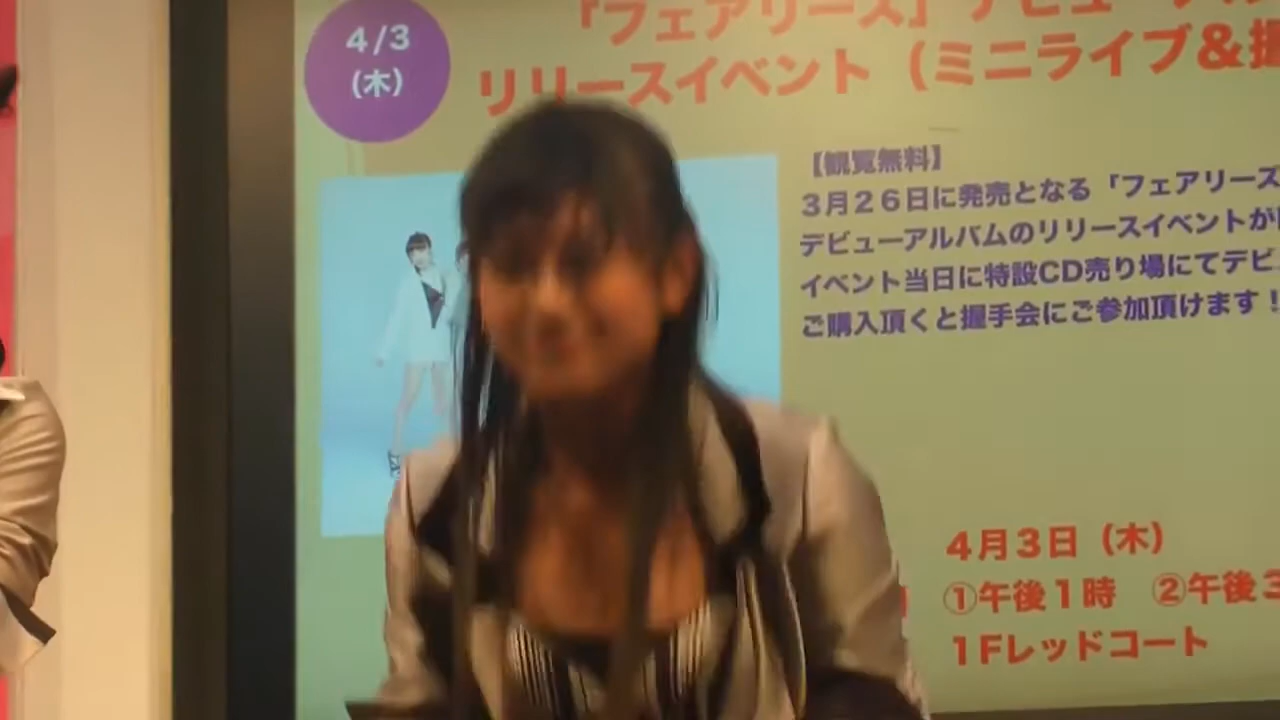 4/3
(木)
「フェアリーズ」デビュー
リリースイベント（ミニライブ＆握
【観覧無料】
３月２６日に発売となる「フェアリーズ
デビューアルバムのリリースイベントが
イベント当日に特設CD売り場にてデビ
ご購入頂くと握手会にご参加頂けます！
４月３日（木）
①午後１時　②午後３
１Fレッドコート